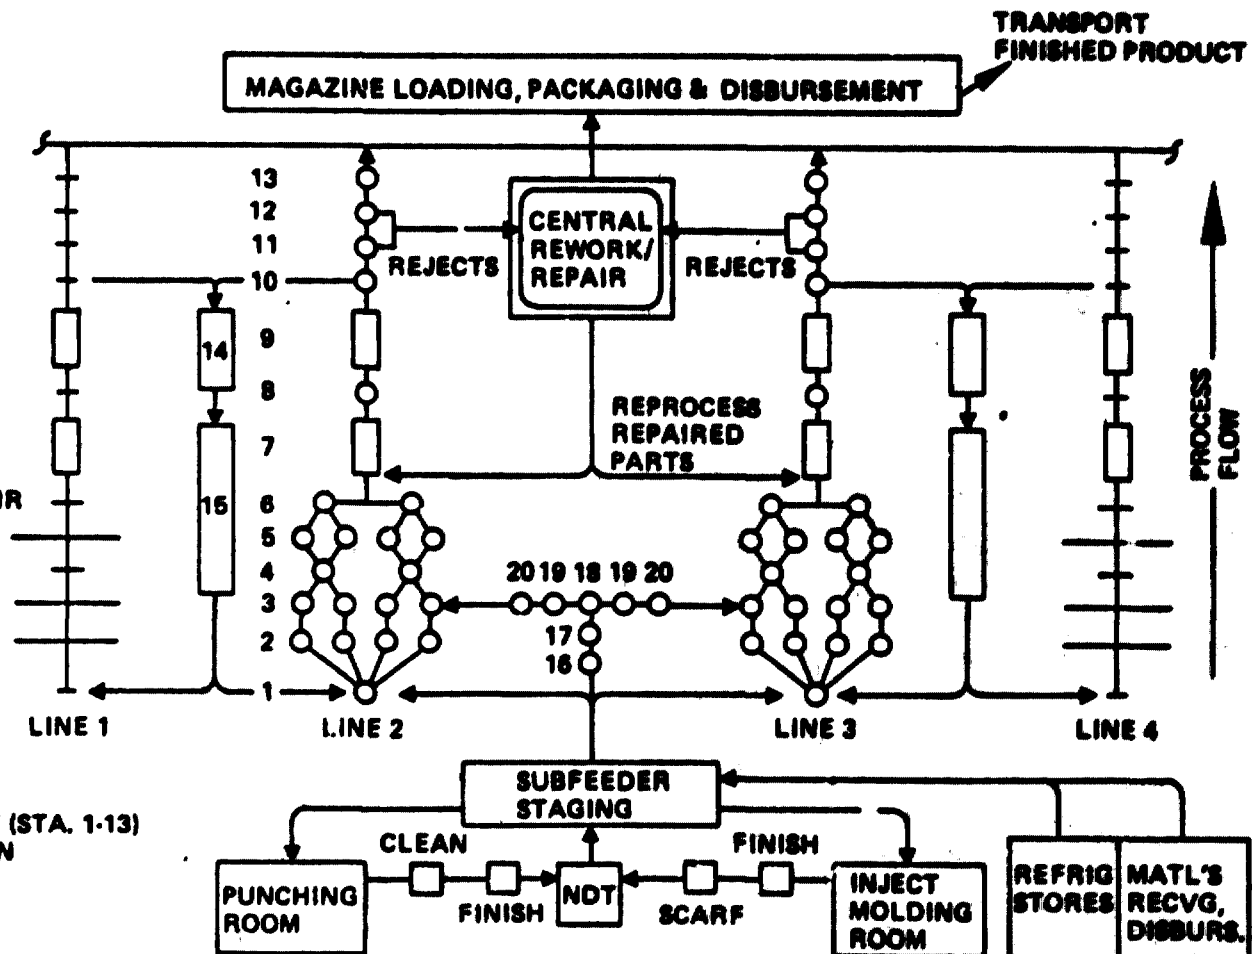 TRANSPORT
FINISHED PRODUCT
MAGAZINE LOADING, PACKAGING & DISBURSEMENT
13
12
11
10
9
8
7
6
5
4
3
2
1
14
15
REJECTS
CENTRAL
REWORK/
REPAIR
REJECTS
REPROCESS
REPAIRED
PARTS
PROCESS
FLOW
IR
20 19 18 19 20
17
16
LINE 1
LINE 2
LINE 3
LINE 4
SUBFEEDER
STAGING
(STA. 1-13)
N
CLEAN
FINISH
PUNCHING
ROOM
FINISH
NDT
SCARF
INJECT
MOLDING
ROOM
REFRIG
STORES
MATL'S
RECVG,
DISBURS.